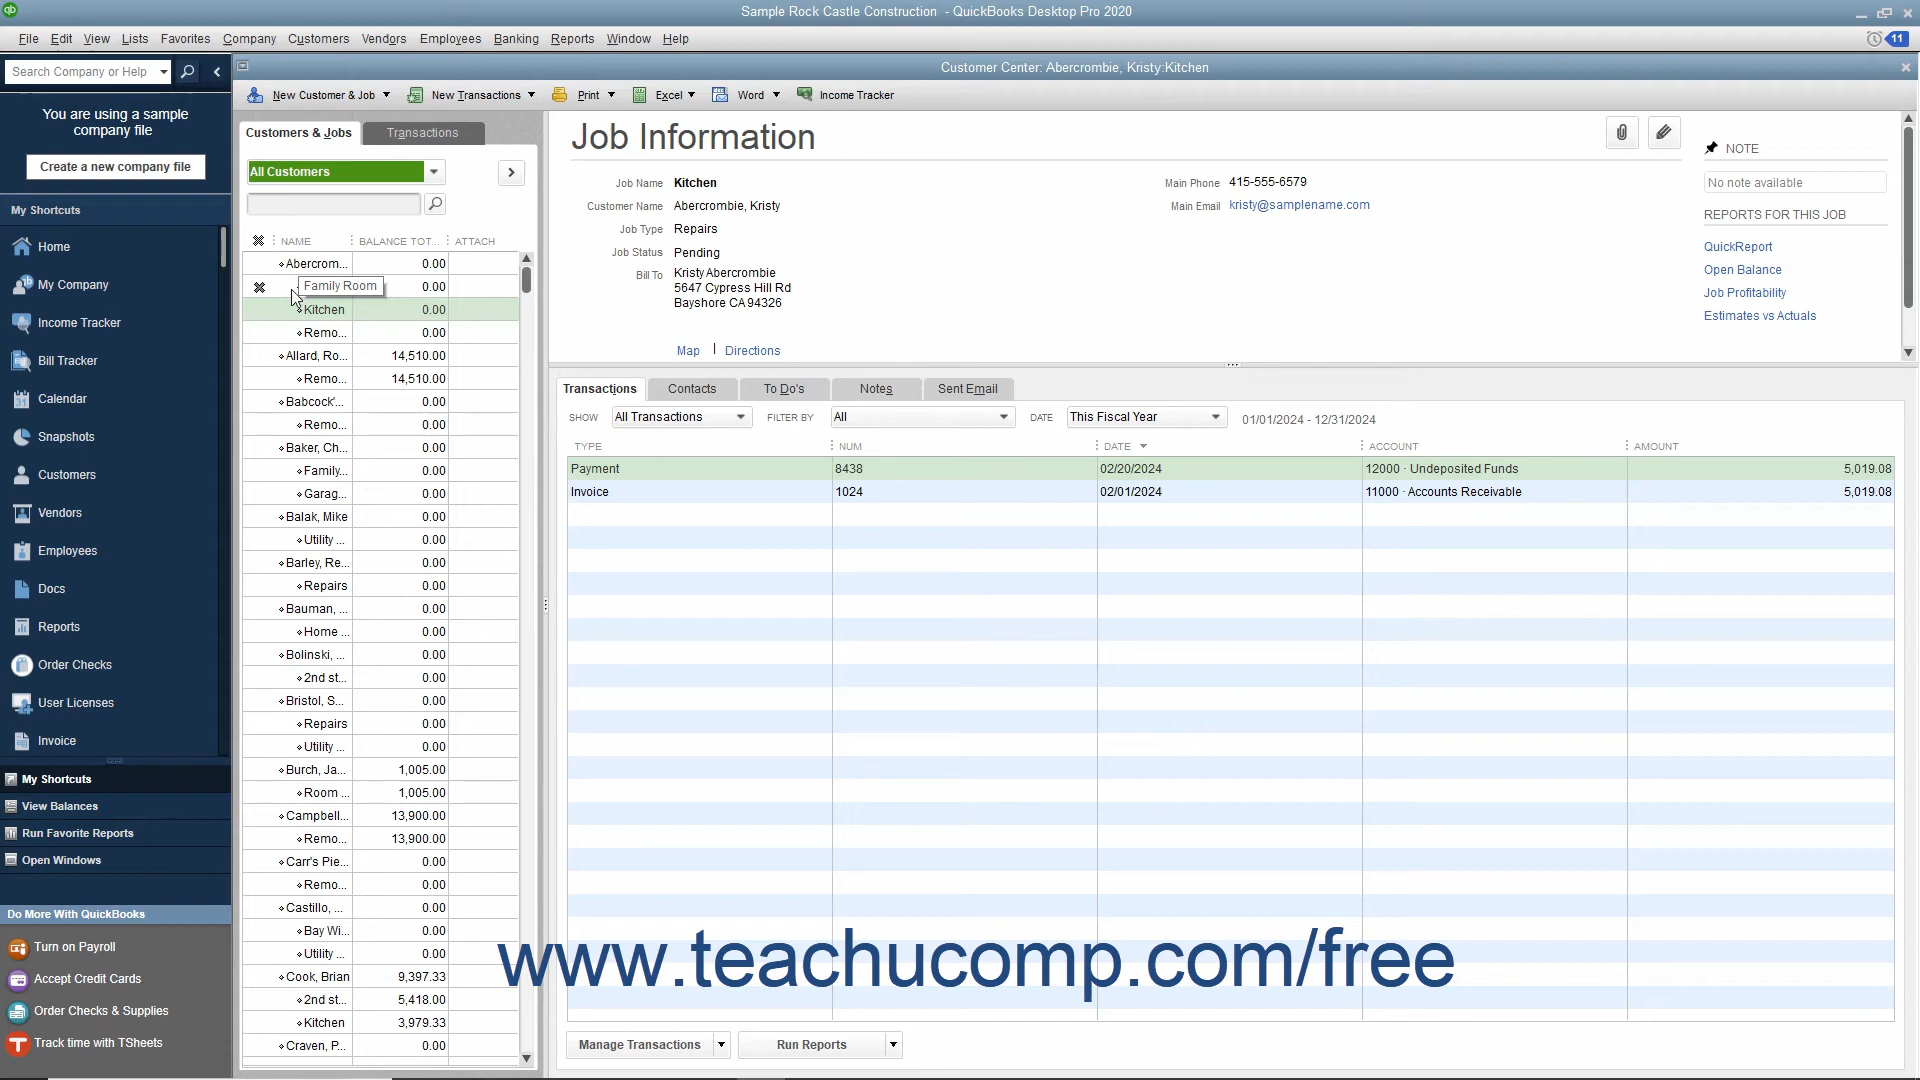 Sample Rock Castle Construction - QuickBooks Desktop Pro 2020
File Edit View Lists Favorites Company Customers Vendors Employees Banking Reports Window Help
11
Search Company or Help
Customer Center: Abercrombie, Kristy:Kitchen
New Customer & Job New Transactions Print Excel Word Income Tracker
You are using a sample
company file
Create a new company file
My Shortcuts
Home
My Company
Income Tracker
Bill Tracker
Calendar
Snapshots
Customers
Vendors
Employees
Docs
Reports
Order Checks
User Licenses
Invoice
My Shortcuts
View Balances
Run Favorite Reports
Open Windows
Do More With QuickBooks
Turn on Payroll
Accept Credit Cards
Order Checks & Supplies
Track time with TSheets
Customers & Jobs Transactions
All Customers
NAME BALANCE TOT... ATTACH
Abercrom... 0.00
Family Room 0.00
Kitchen 0.00
Remo... 0.00
Allard, Ro... 14,510.00
Remo... 14,510.00
Babcock'... 0.00
Remo... 0.00
Baker, Ch... 0.00
Family... 0.00
Garag... 0.00
Balak, Mike 0.00
Utility ... 0.00
Barley, Re... 0.00
Repairs 0.00
Bauman, ... 0.00
Home ... 0.00
Bolinski, ... 0.00
2nd st... 0.00
Bristol, S... 0.00
Repairs 0.00
Utility ... 0.00
Burch, Ja... 1,005.00
Room ... 1,005.00
Campbell... 13,900.00
Remo... 13,900.00
Carr's Pie... 0.00
Remo... 0.00
Castillo, ... 0.00
Bay Wi... 0.00
Utility ... 0.00
Cook, Brian 9,397.33
2nd st... 5,418.00
Kitchen 3,979.33
Craven, P... 0.00
Job Information
Job Name Kitchen
Customer Name Abercrombie, Kristy
Job Type Repairs
Job Status Pending
Bill To Kristy Abercrombie
5647 Cypress Hill Rd
Bayshore CA 94326
Map | Directions
Main Phone 415-555-6579
Main Email kristy@samplename.com
NOTE
No note available
REPORTS FOR THIS JOB
QuickReport
Open Balance
Job Profitability
Estimates vs Actuals
Transactions Contacts To Do's Notes Sent Email
SHOW All Transactions FILTER BY All DATE This Fiscal Year 01/01/2024 - 12/31/2024
TYPE NUM DATE ACCOUNT AMOUNT
Payment 8438 02/20/2024 12000 · Undeposited Funds 5,019.08
Invoice 1024 02/01/2024 11000 · Accounts Receivable 5,019.08
www.teachucomp.com/free
Manage Transactions Run Reports